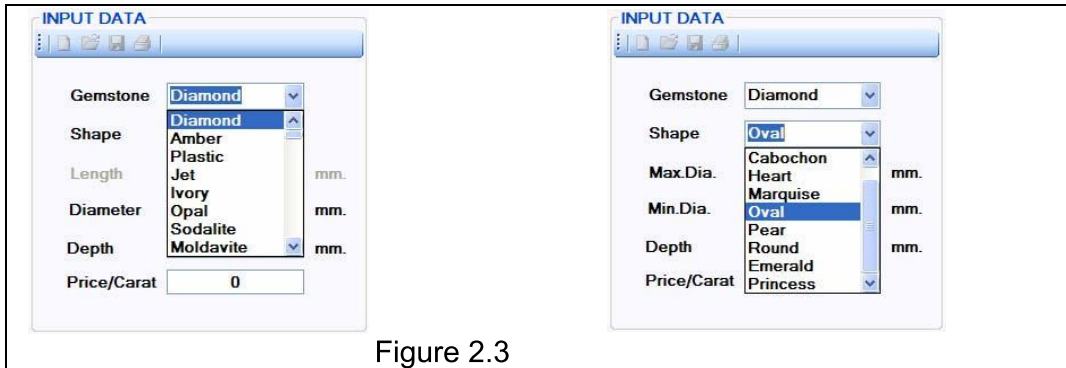 INPUT DATA
Gemstone Diamond
Diamond
Shape
Amber
Plastic
Length
Jet
mm.
Ivory
Diameter
Opal
mm.
Sodalite
Depth
Moldavite
mm.
Price/Carat 0
INPUT DATA
Gemstone Diamond
Shape Oval
Cabochon
Max.Dia.
Heart
mm.
Marquise
Min.Dia.
Oval
mm.
Pear
Depth
Round
mm.
Emerald
Price/Carat
Princess
Figure 2.3